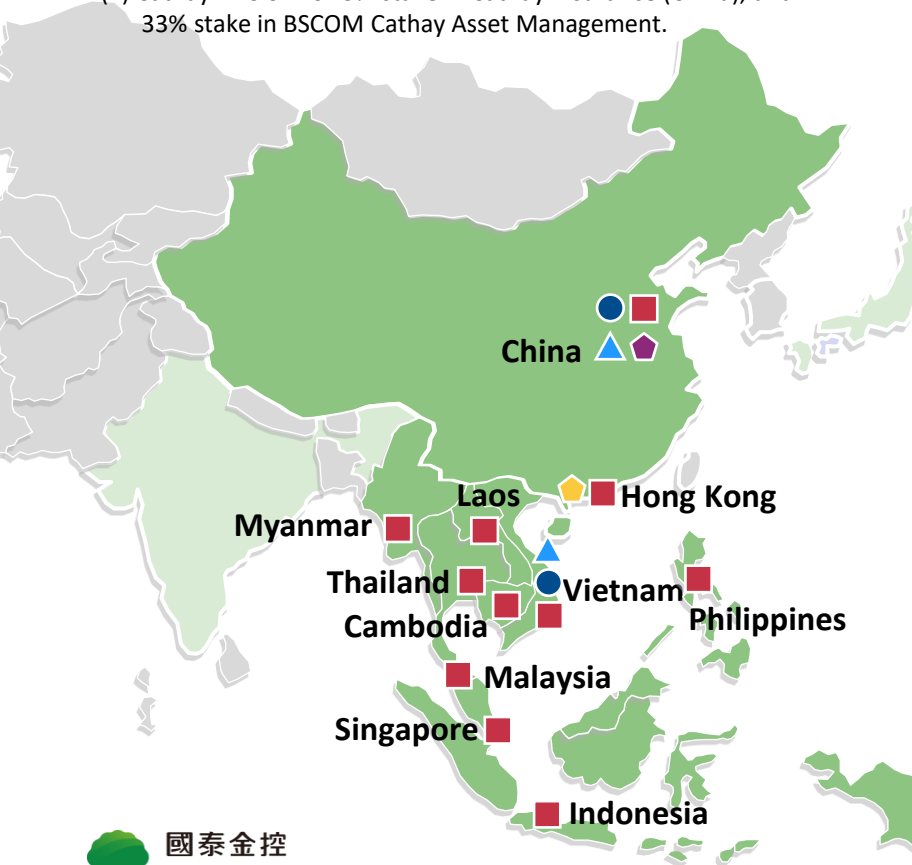 33% stake in BSCOM Cathay Asset Management.
China
Laos
Hong Kong
Myanmar
Thailand
Vietnam
Cambodia
Philippines
Malaysia
Singapore
Indonesia
國泰金控